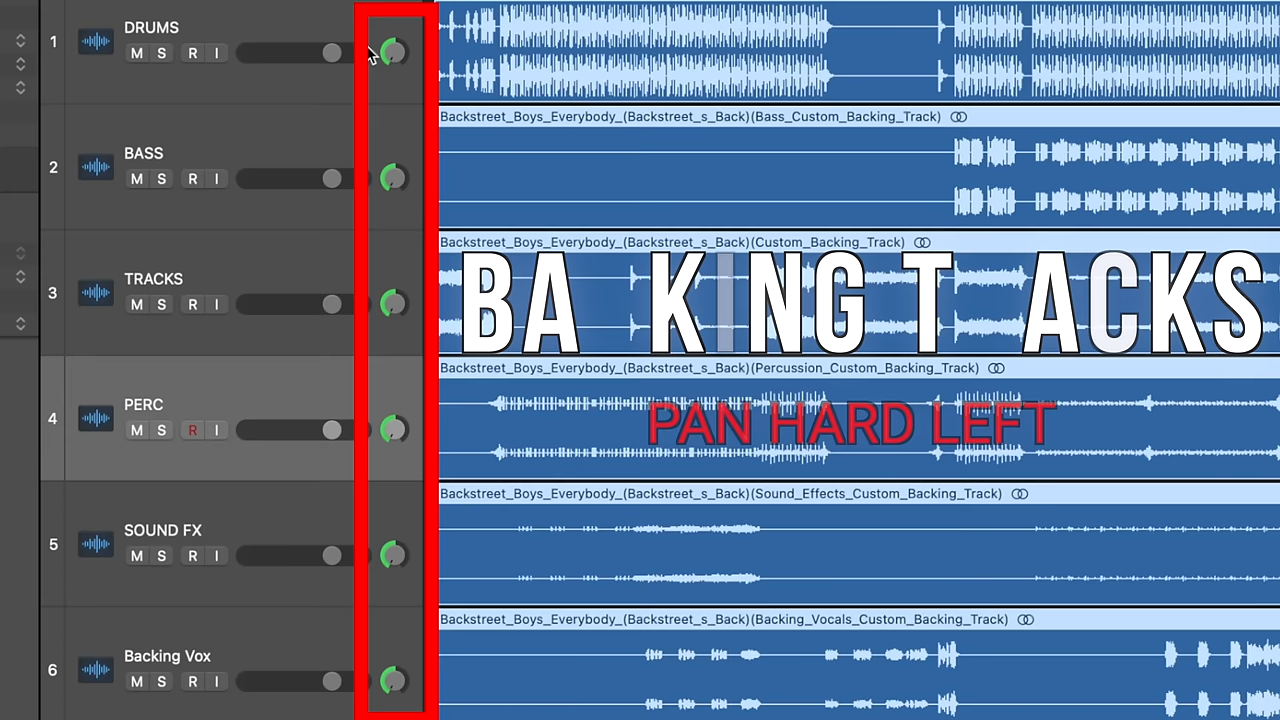 1
DRUMS
M S R I
Backstreet_Boys_Everybody_(Backstreet_s_Back)(Bass_Custom_Backing_Track)
2
BASS
M S R I
Backstreet_Boys_Everybody_(Backstreet_s_Back)(Custom_Backing_Track)
3
TRACKS
M S R I
BA KING T ACKS
Backstreet_Boys_Everybody_(Backstreet_s_Back)(Percussion_Custom_Backing_Track)
4
PERC
M S R I
PAN HARD LEFT
Backstreet_Boys_Everybody_(Backstreet_s_Back)(Sound_Effects_Custom_Backing_Track)
5
SOUND FX
M S R I
Backstreet_Boys_Everybody_(Backstreet_s_Back)(Backing_Vocals_Custom_Backing_Track)
6
Backing Vox
M S R I